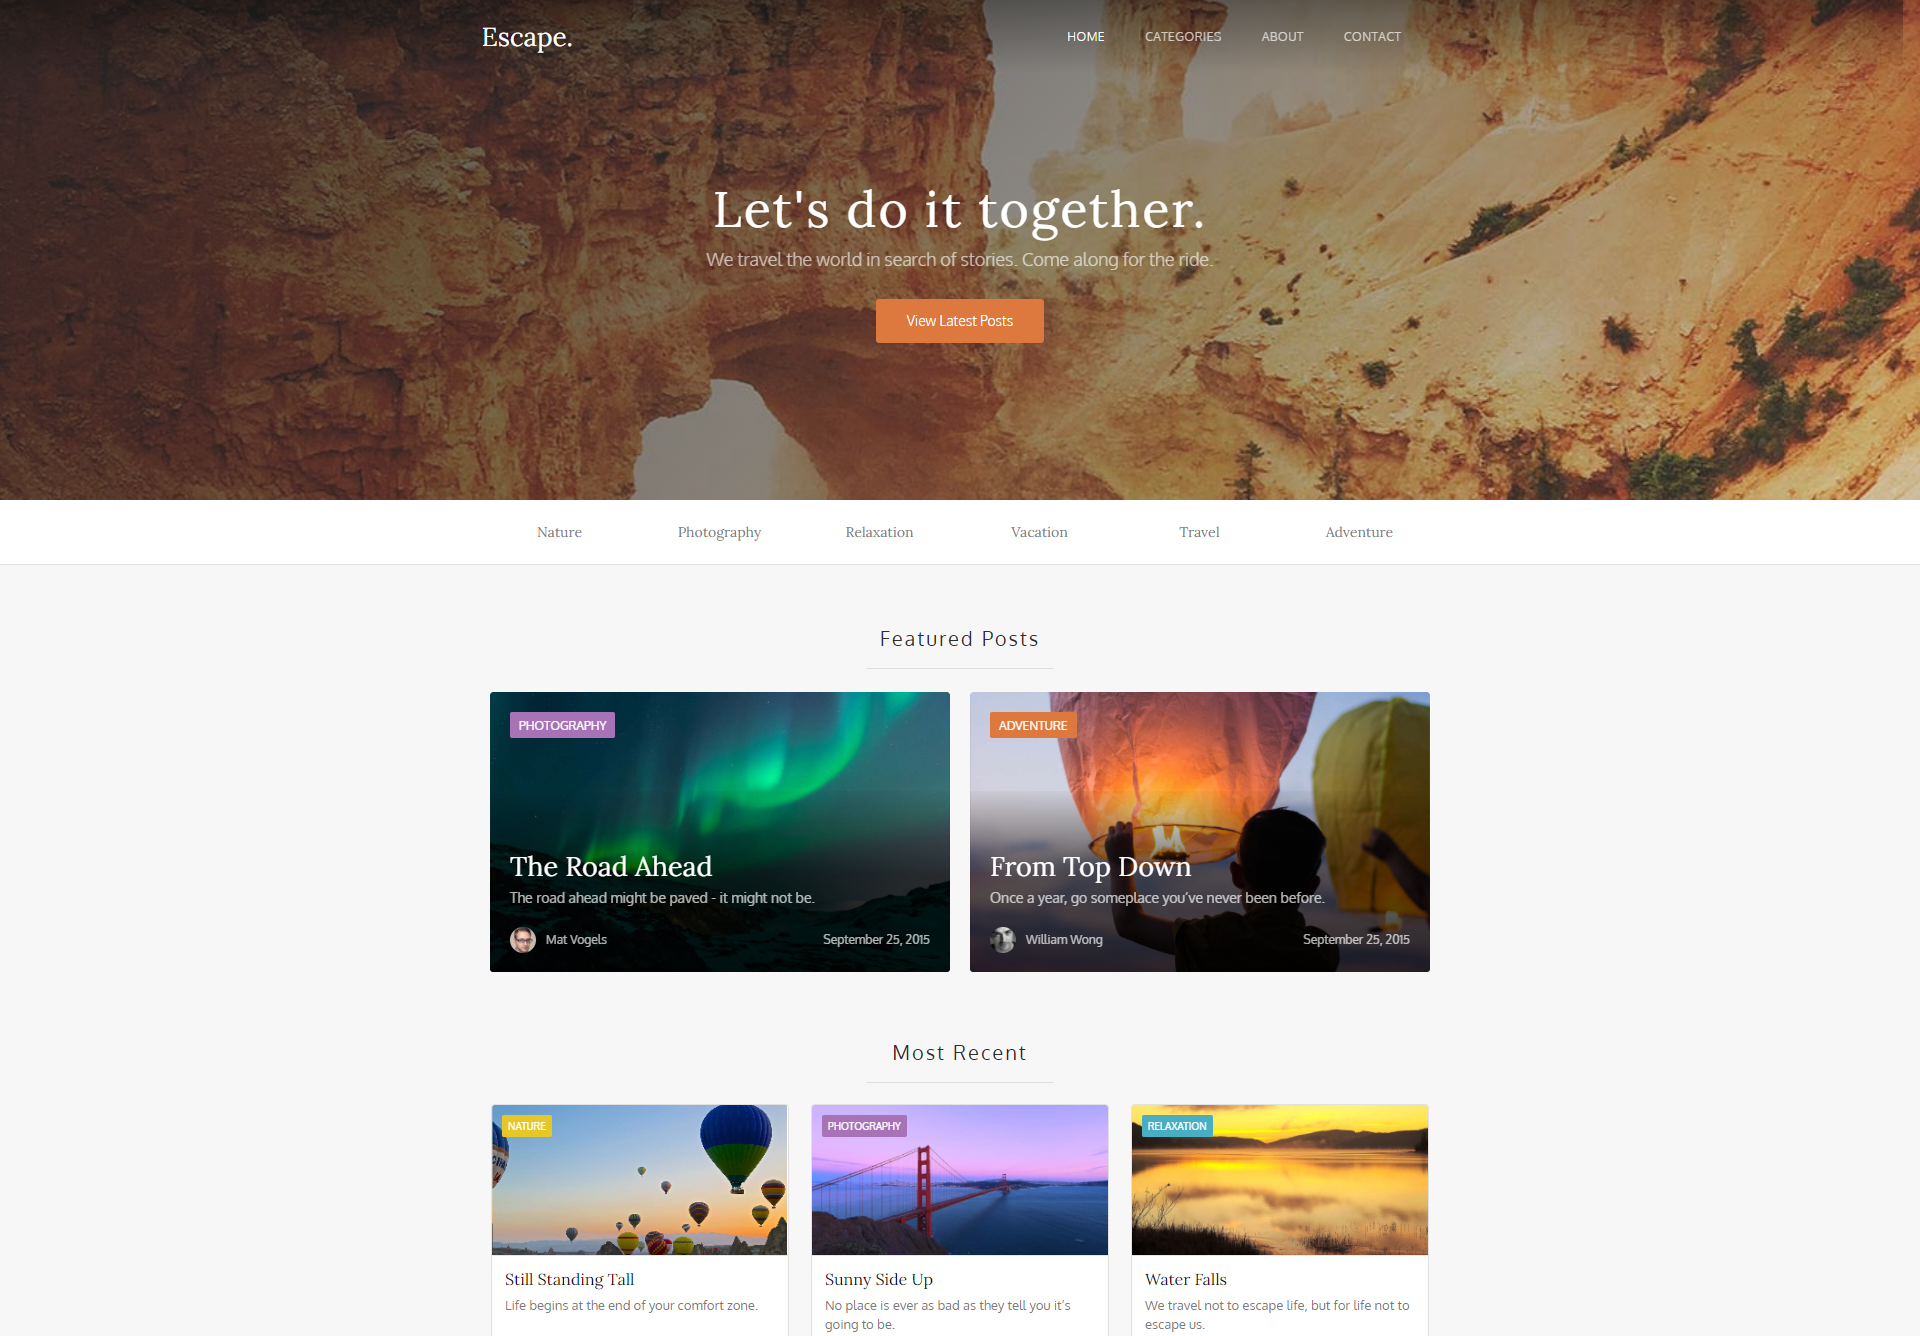 Escape.
HOME CATEGORIES ABOUT CONTACT
Let's do it together.
We travel the world in search of stories. Come along for the ride.
View Latest Posts
Nature Photography Relaxation Vacation Travel Adventure
Featured Posts
PHOTOGRAPHY
The Road Ahead
The road ahead might be paved - it might not be.
Mat Vogels September 25, 2015
ADVENTURE
From Top Down
Once a year, go someplace you’ve never been before.
William Wong September 25, 2015
Most Recent
NATURE
Still Standing Tall
Life begins at the end of your comfort zone.
PHOTOGRAPHY
Sunny Side Up
No place is ever as bad as they tell you it’s
going to be.
RELAXATION
Water Falls
We travel not to escape life, but for life not to
escape us.